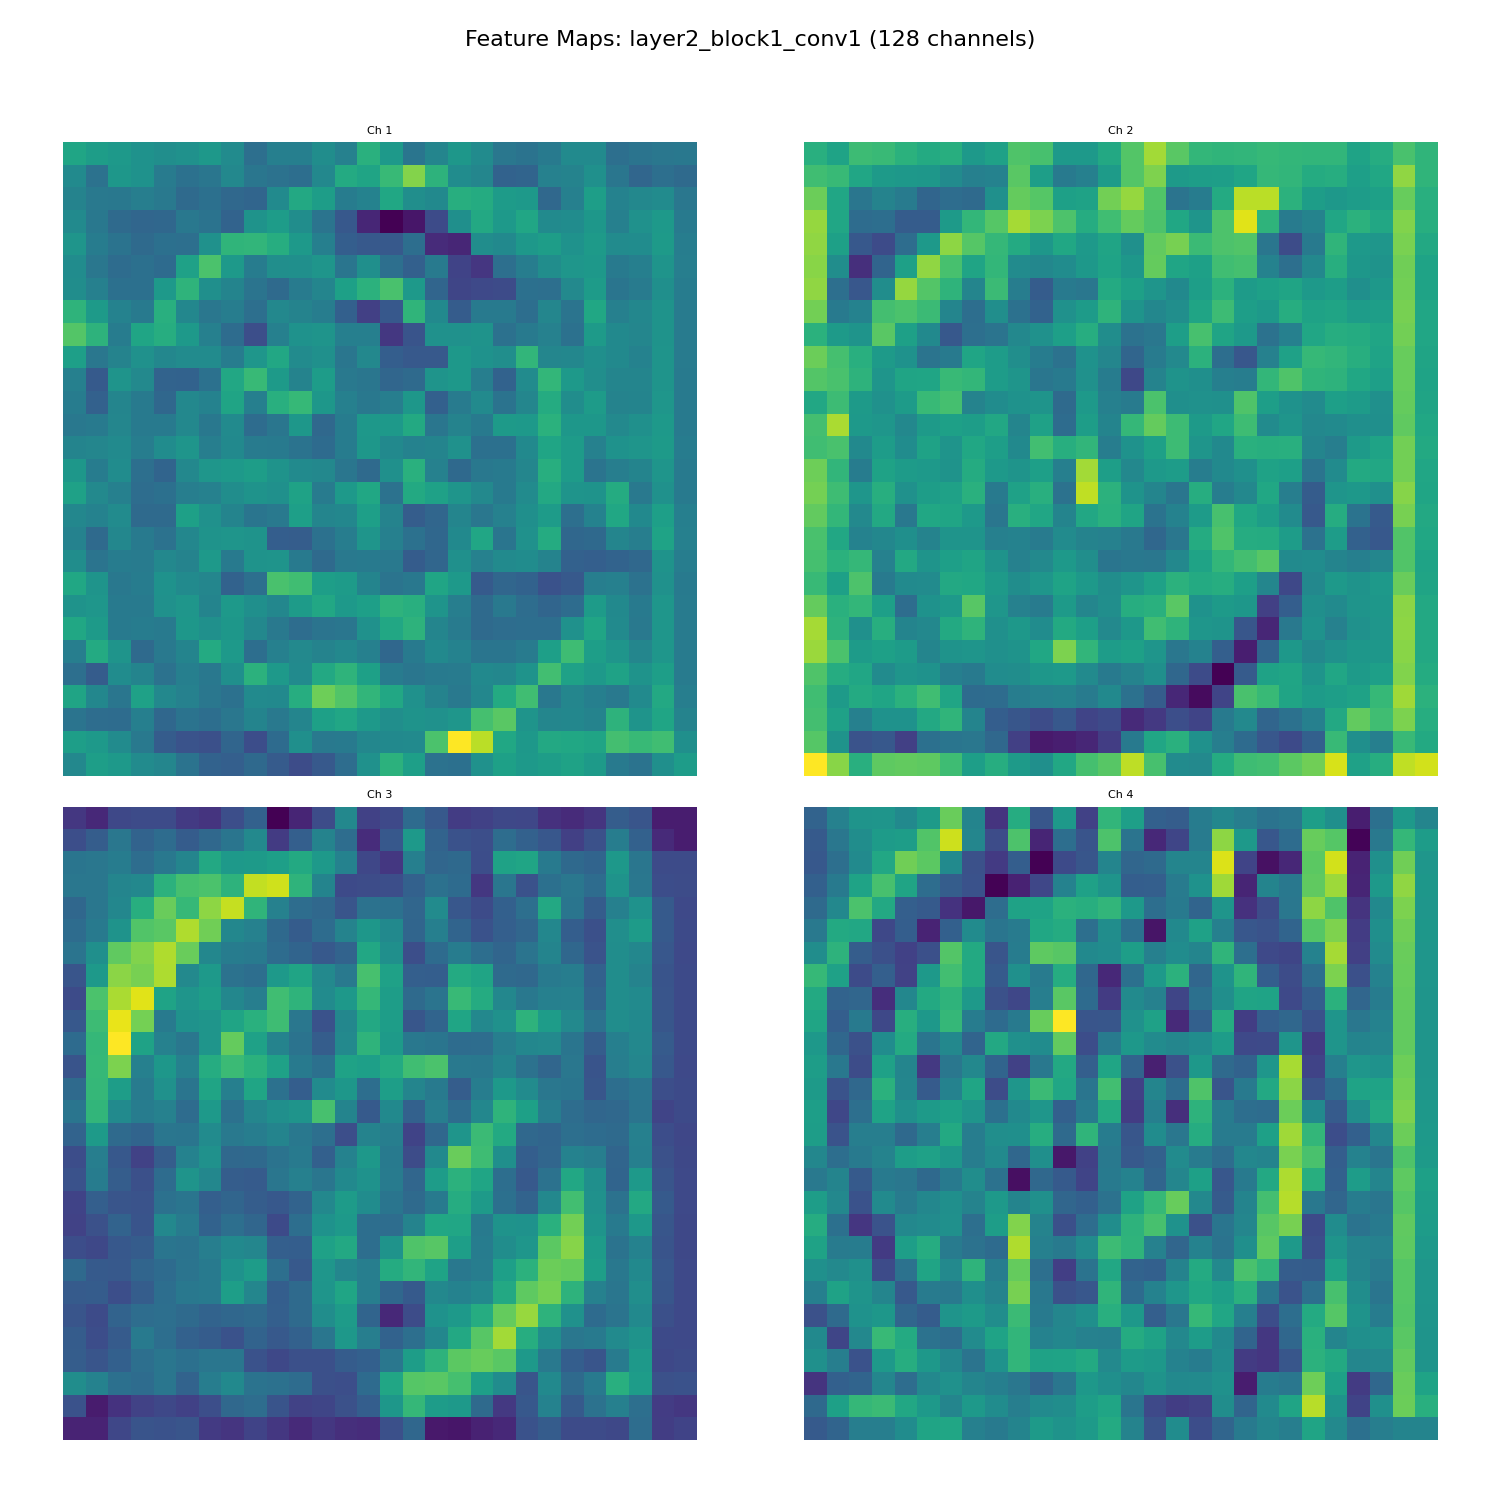 Feature Maps: layer2_block1_conv1 (128 channels)
Ch 1
Ch 2
Ch 3
Ch 4